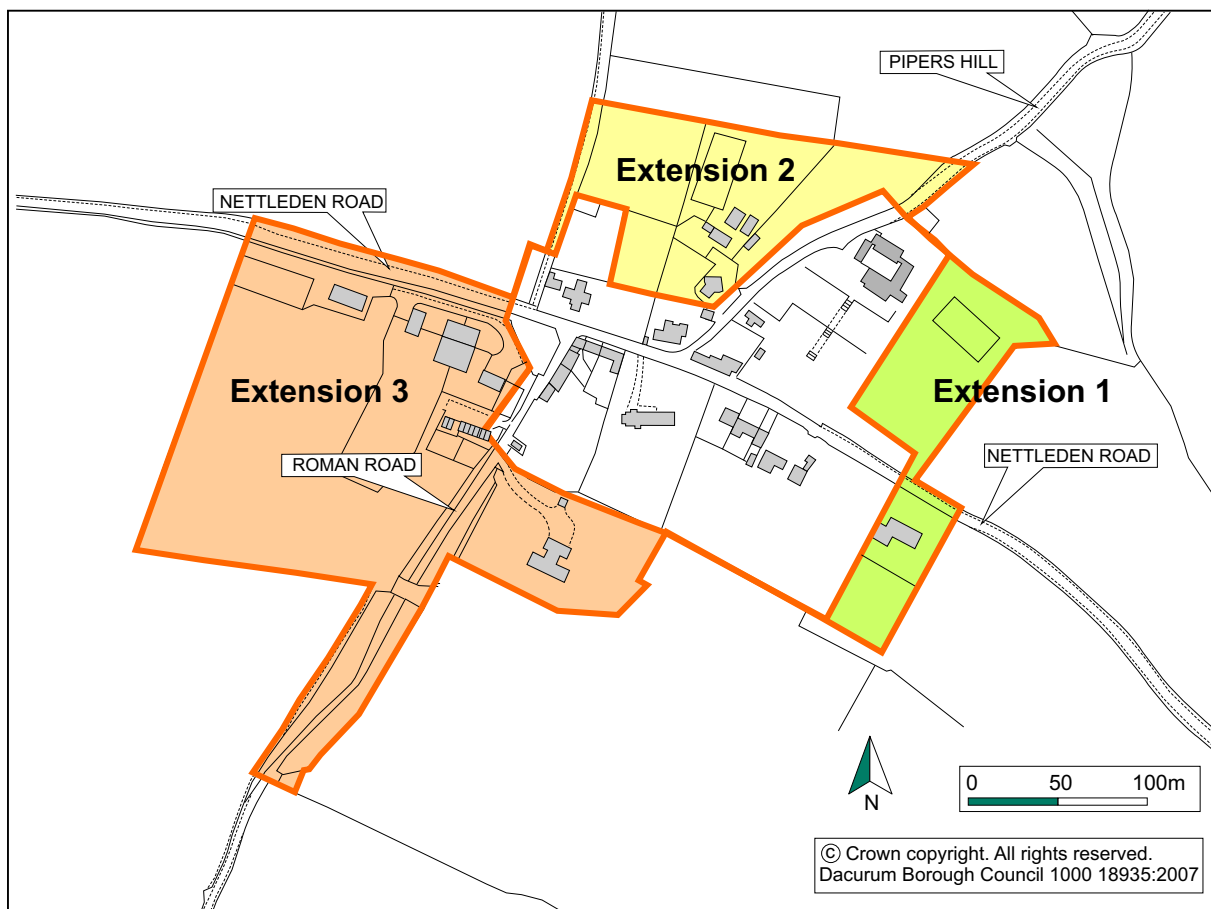 PIPERS HILL
Extension 2
NETTLEDEN ROAD
Extension 3
Extension 1
ROMAN ROAD
NETTLEDEN ROAD
N
0 50 100m
© Crown copyright. All rights reserved.
Dacurum Borough Council 1000 18935:2007